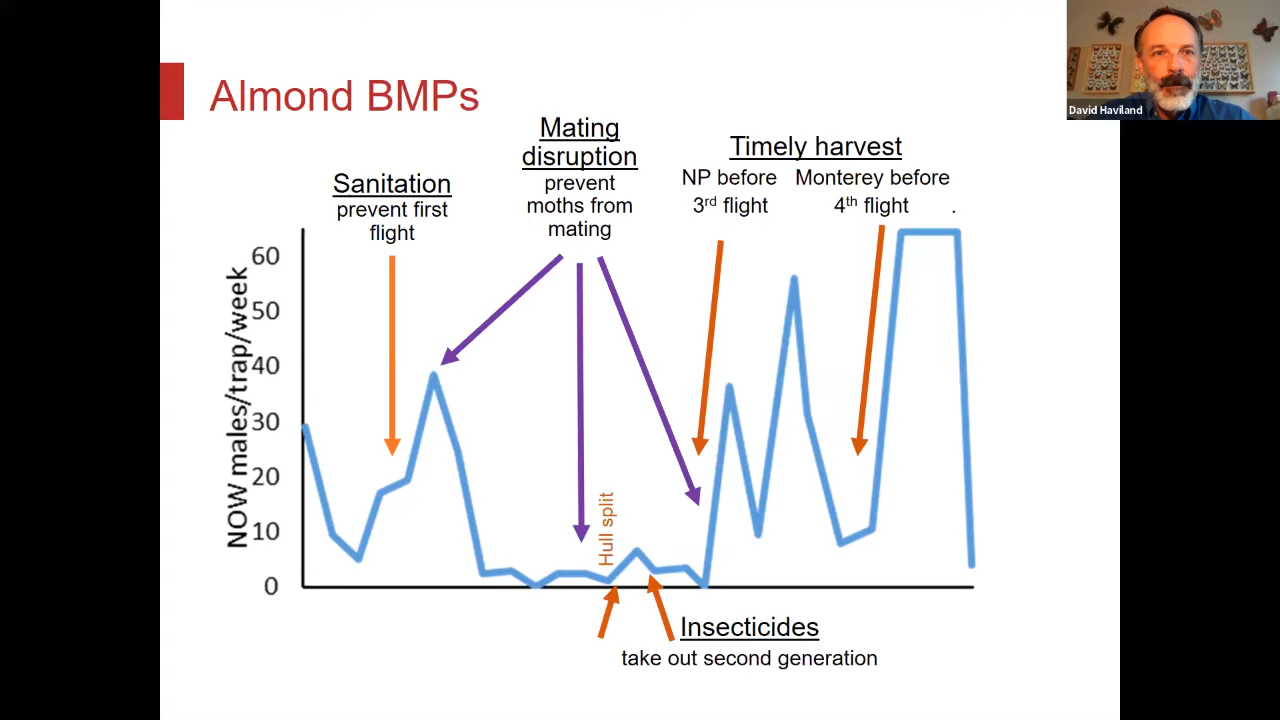 Almond BMPs
David Haviland
Sanitation
prevent first
flight
Mating
disruption
prevent
moths from
mating
Timely harvest
NP before
3rd flight
Monterey before
4th flight .
NOW males/trap/week
60
50
40
30
20
10
0
Hull split
Insecticides
take out second generation